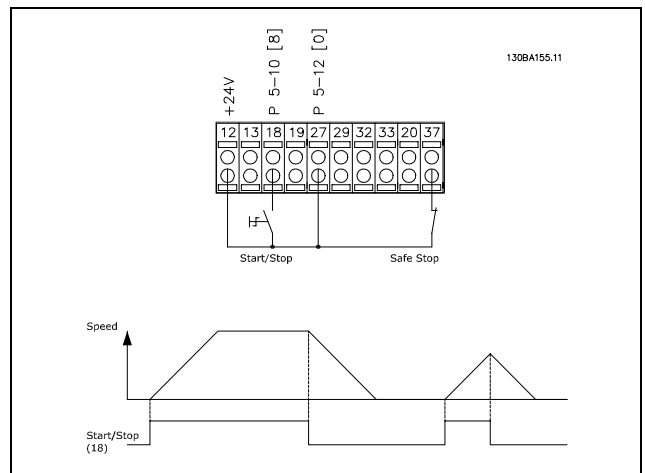 130BA155.11
+24V
P 5-10 [8]
P 5-12 [0]
12 13 18 19 27 29 32 33 20 37
Start/Stop
Safe Stop
Speed
Start/Stop
(18)